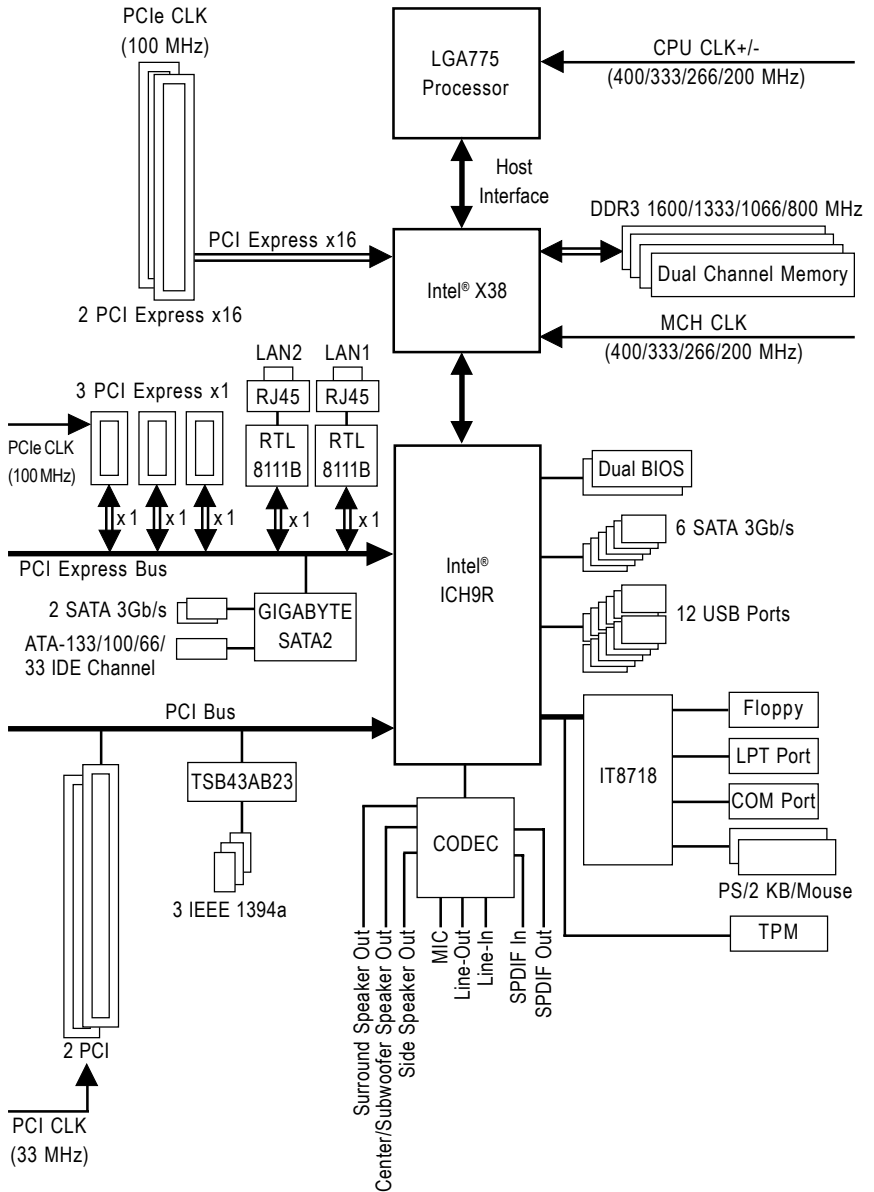 PCIe CLK
(100 MHz)
LGA775
Processor
CPU CLK+/-
(400/333/266/200 MHz)
Host
Interface
DDR3 1600/1333/1066/800 MHz
Dual Channel Memory
PCI Express x16
Intel® X38
2 PCI Express x16
MCH CLK
(400/333/266/200 MHz)
LAN2
LAN1
RJ45
RJ45
3 PCI Express x1
RTL
8111B
RTL
8111B
PCIe CLK
(100 MHz)
x 1
x 1
x 1
x 1
x 1
Dual BIOS
6 SATA 3Gb/s
PCI Express Bus
Intel®
ICH9R
2 SATA 3Gb/s
GIGABYTE
SATA2
ATA-133/100/66/
33 IDE Channel
12 USB Ports
PCI Bus
Floppy
TSB43AB23
IT8718
LPT Port
COM Port
CODEC
PS/2 KB/Mouse
3 IEEE 1394a
TPM
Surround Speaker Out
Center/Subwoofer Speaker Out
Side Speaker Out
MIC
Line-Out
Line-In
SPDIF In
SPDIF Out
2 PCI
PCI CLK
(33 MHz)